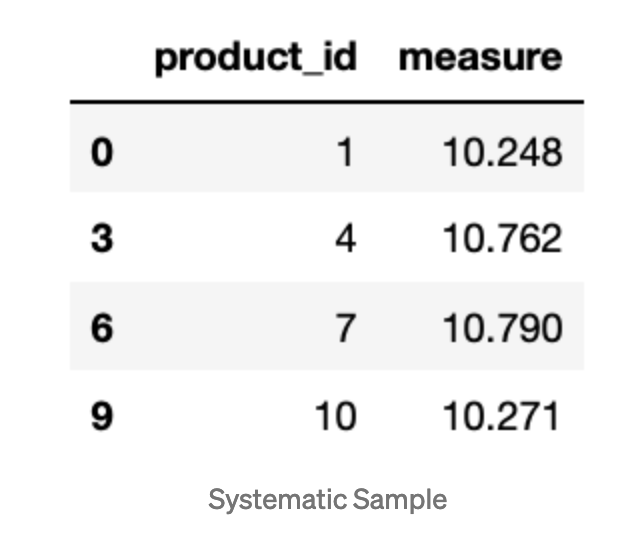 product_id measure
0 1 10.248
3 4 10.762
6 7 10.790
9 10 10.271
Systematic Sample